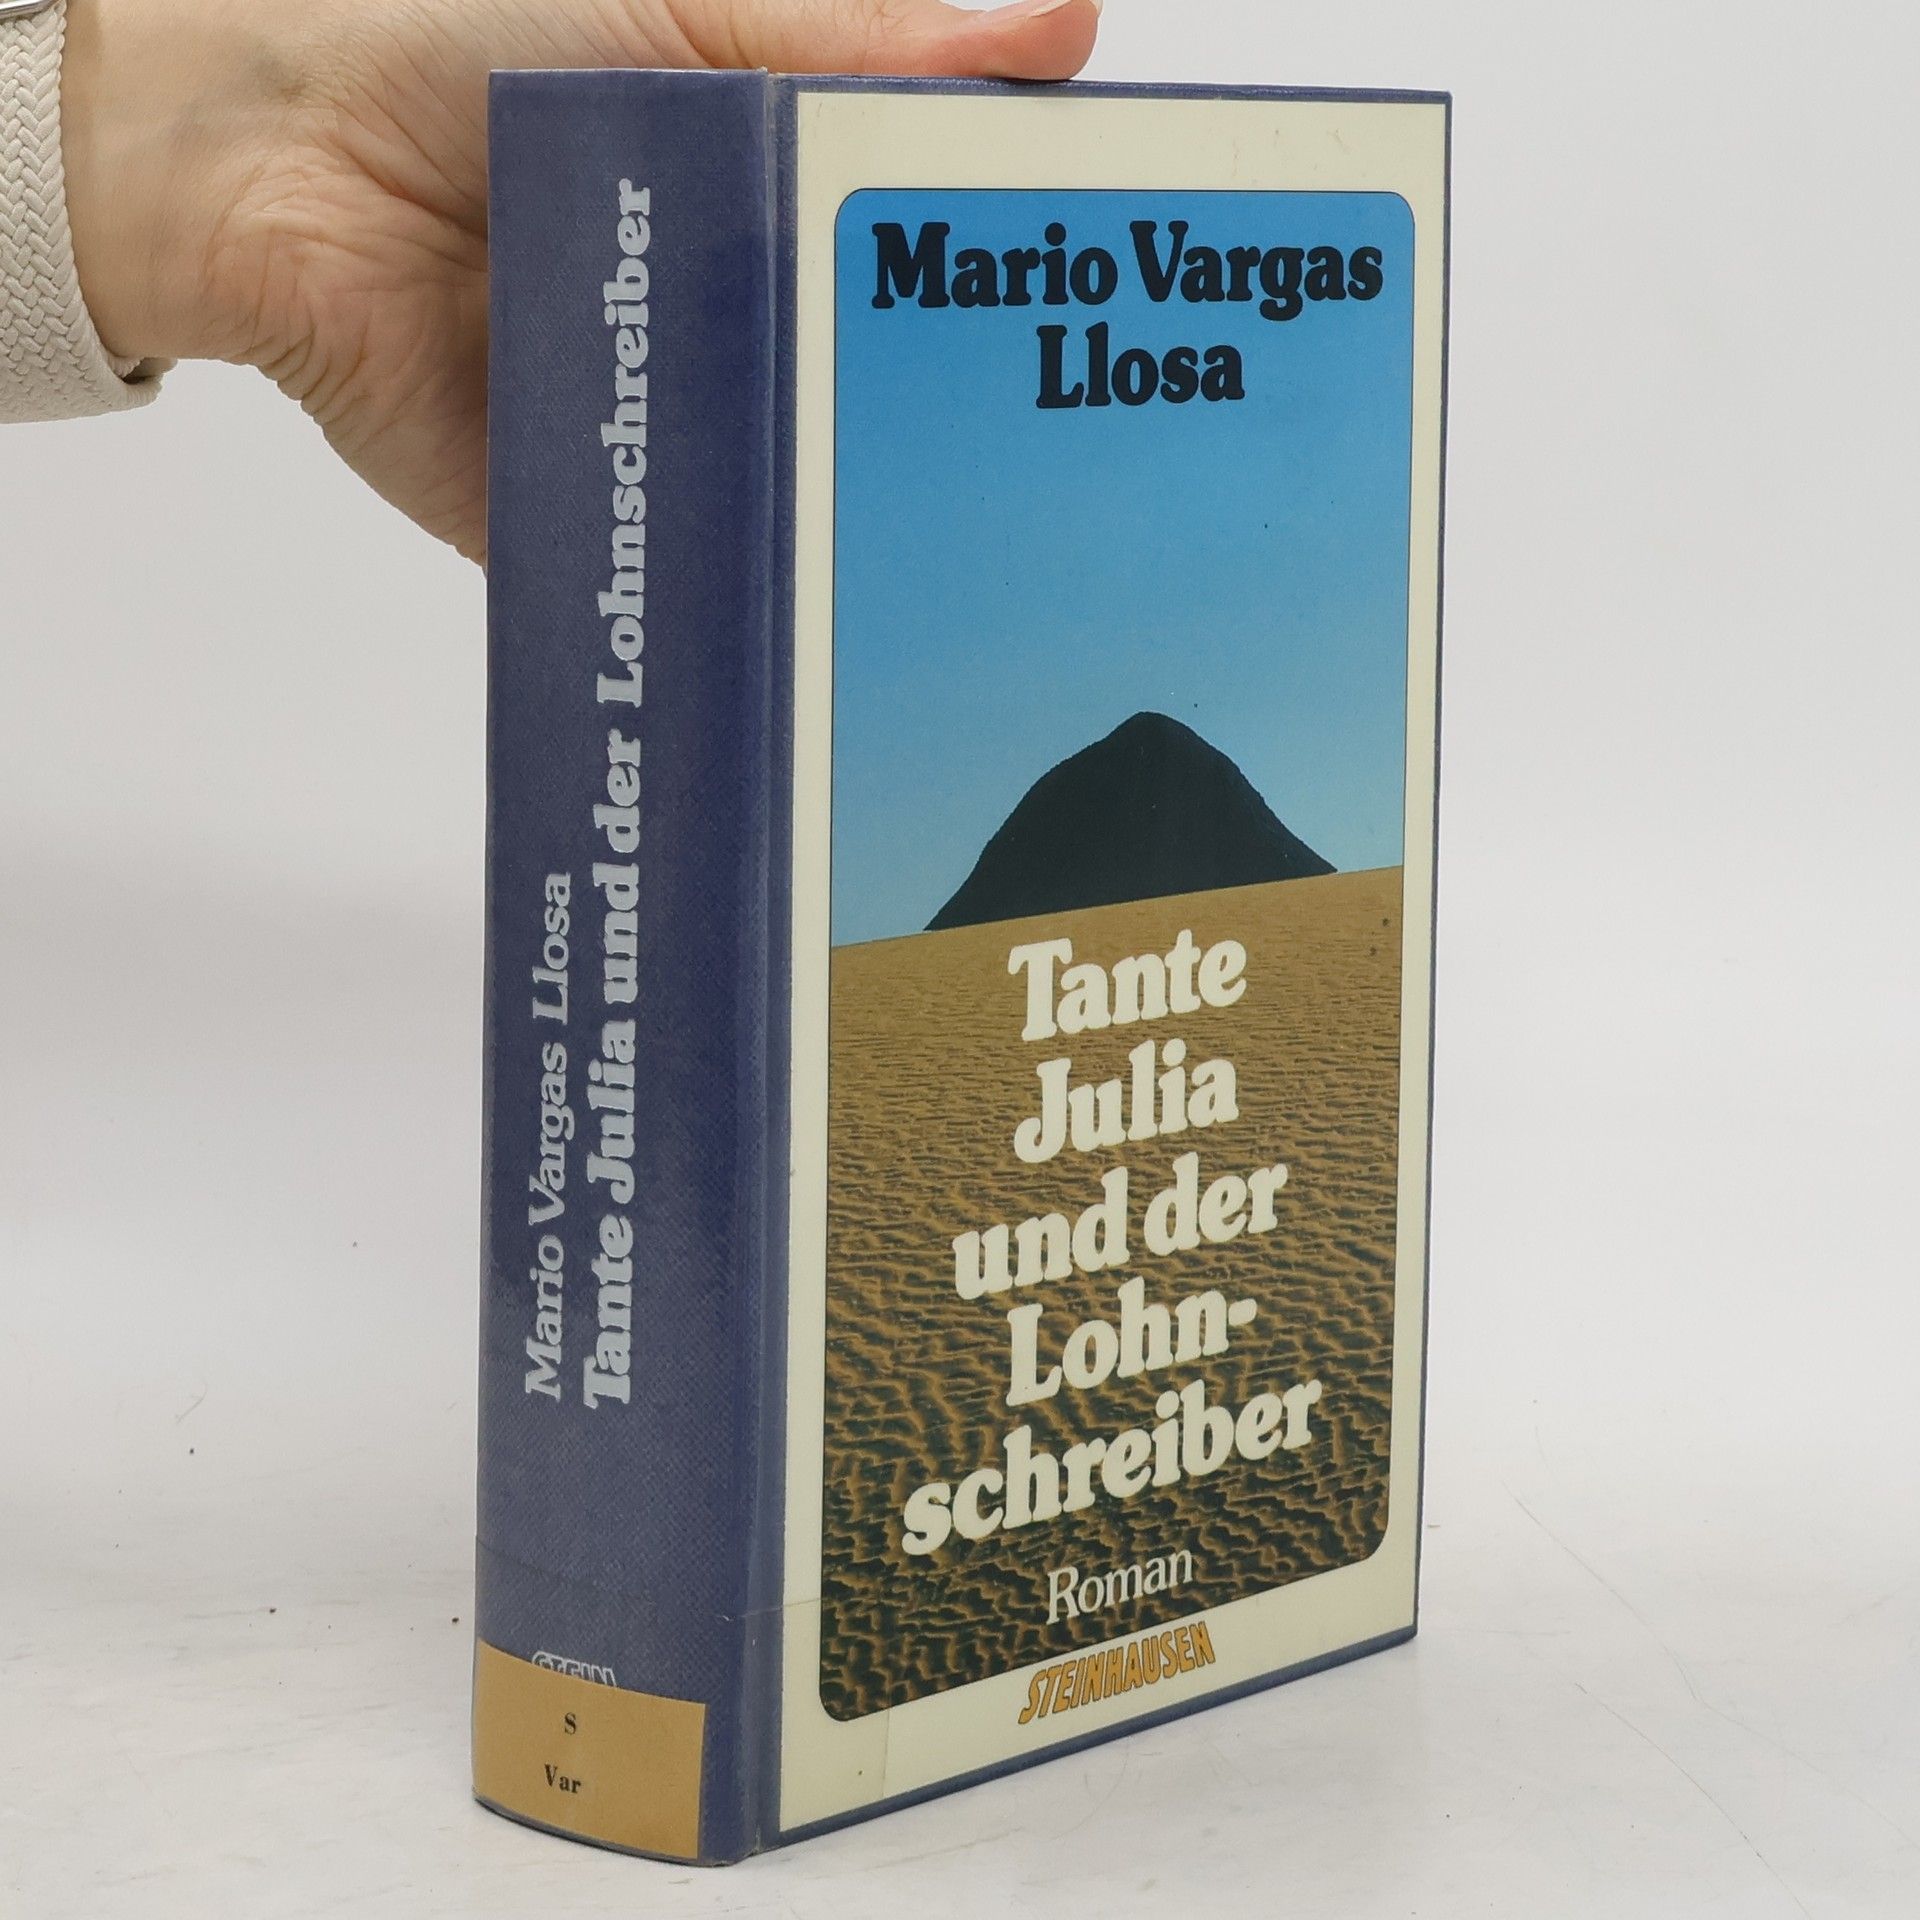 Mario Vargas Llosa
Tante Julia und der Lohnschreiber
STEIN
S
Var
Mario Vargas
Llosa
Tante
Julia
und der
Lohn-
schreiber
Roman
STEINHAUSEN